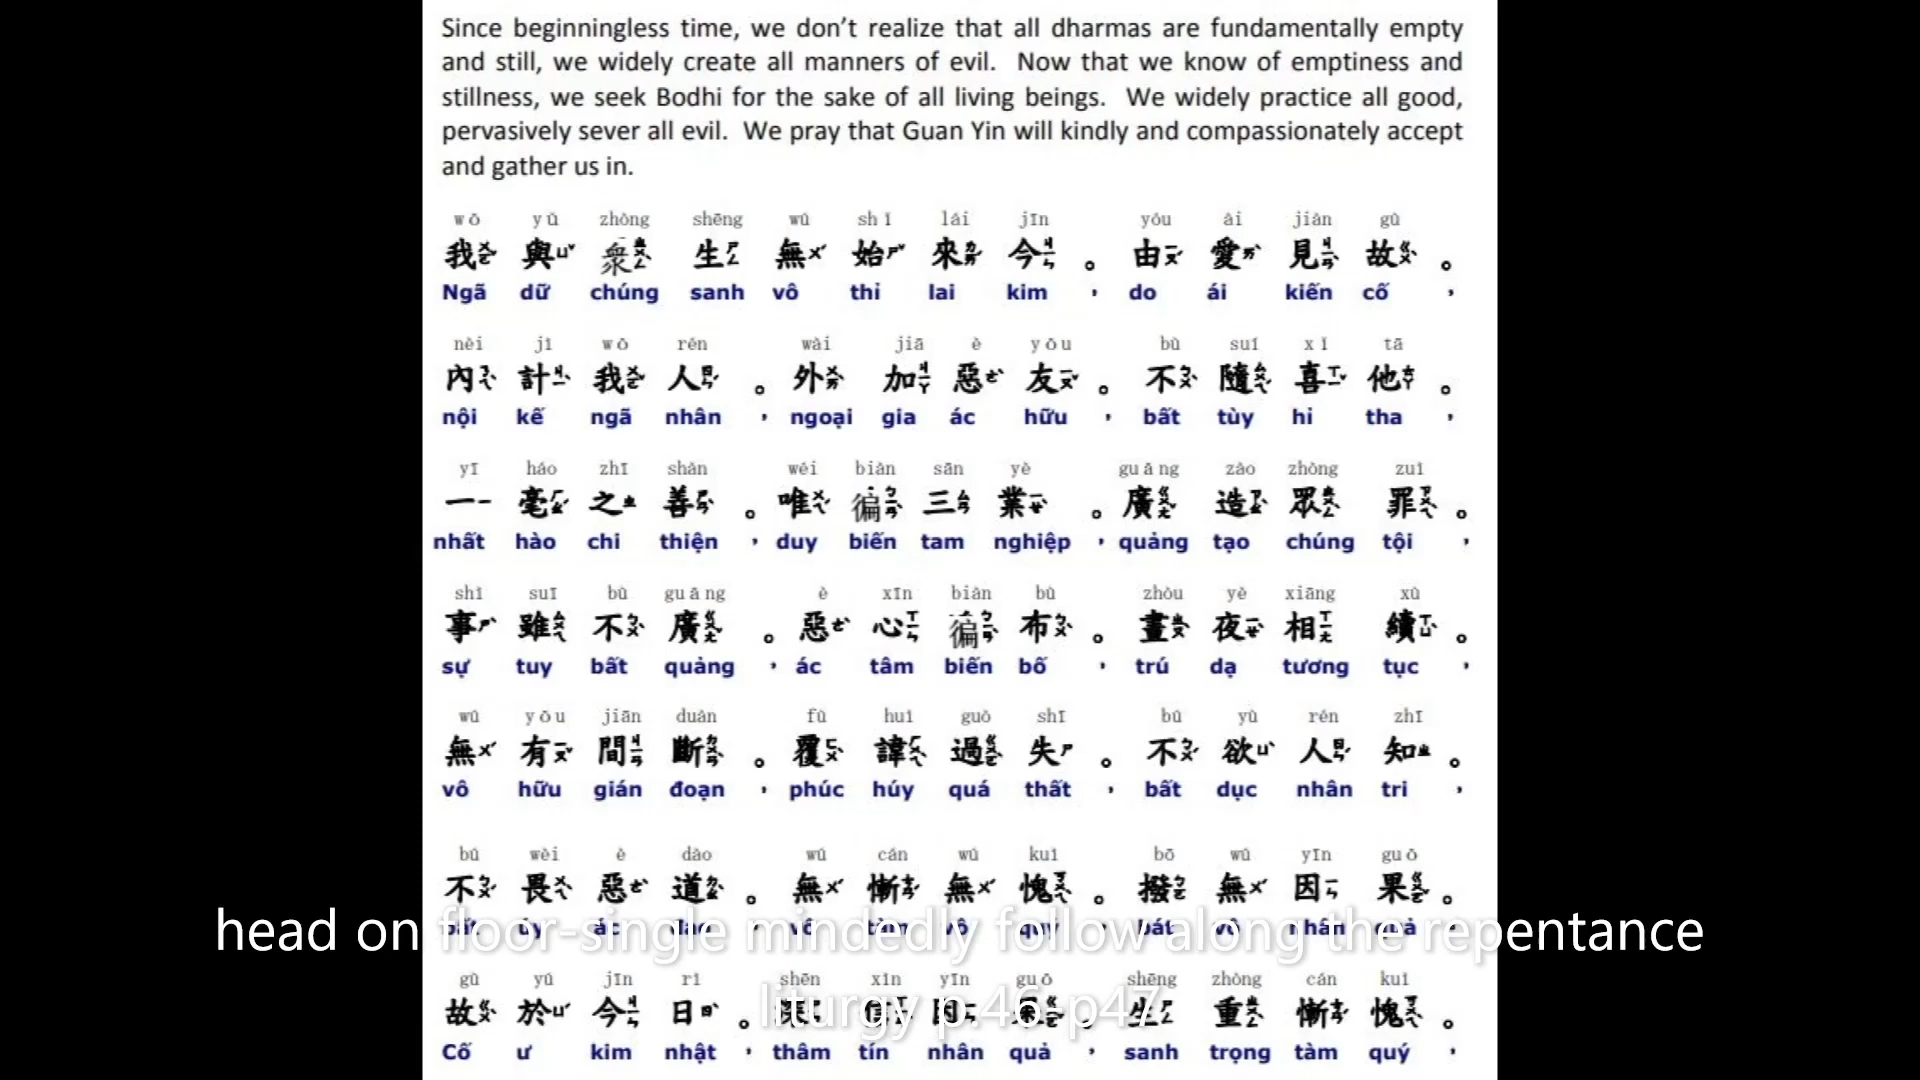 Since beginningless time, we don’t realize that all dharmas are fundamentally empty
and still, we widely create all manners of evil. Now that we know of emptiness and
stillness, we seek Bodhi for the sake of all living beings. We widely practice all good,
pervasively sever all evil. We pray that Guan Yin will kindly and compassionately accept
and gather us in.
wǒ yǔ zhòng shēng wú shǐ lái jīn yóu ài jiàn gù
我與衆生無始來今。由愛見故。
Ngã dữ chúng sanh vô thỉ lai kim , do ái kiến cố ,
nèi jì wǒ rén wài jiā è yǒu bù suí xǐ tā
內計我人。外加惡友。不隨喜他。
nội kế ngã nhân , ngoại gia ác hữu , bất tùy hỉ tha ,
yī háo zhī shàn wéi biàn sān yè guǎng zào zhòng zuì
一毫之善。唯徧三業。廣造眾罪。
nhất hào chi thiện , duy biến tam nghiệp , quảng tạo chúng tội ,
shì suī bù guǎng è xīn biàn bù zhòu yè xiāng xù
事雖不廣。惡心徧布。晝夜相續。
sự tuy bất quảng , ác tâm biến bố , trú dạ tương tục ,
wú yǒu jiān duàn fù huì guò shī bú yù rén zhī
無有間斷。覆諱過失。不欲人知。
vô hữu gián đoạn , phúc húy quá thất , bất dục nhân tri ,
bú wèi è dào wú cán wú kuì bō wú yīn guǒ
不畏惡道。無慚無愧。撥無因果。
head on floor-single mindedly follow along the repentance
gù yú jīn rì shēn xìn yīn guǒ shēng zhòng cán kuì
故於今日。深信因果。生重慚愧。
liturgy p.46-p47
Cố ư kim nhật , thâm tín nhân quả , sanh trọng tàm quý ,